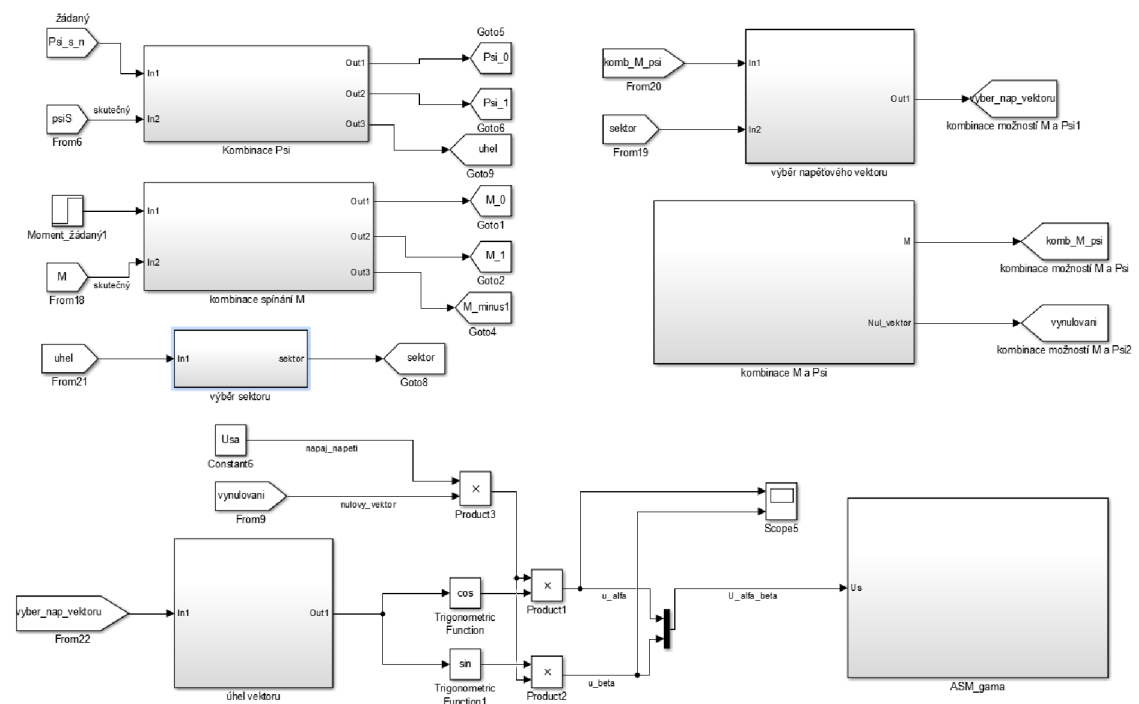 žádaný
Psi_s_n
psiS
From6
skutečný
In1
In2
Out1
Out2
Out3
Kombinace Psi
Goto5
Psi_0
Psi_1
Goto6
uhel
Goto9
Moment_žádaný1
M
From18
skutečný
In1
In2
Out1
Out2
Out3
kombinace spínání M
M_0
Goto1
M_1
Goto2
M_minus1
Goto4
uhel
From21
In1
sektor
výběr sektoru
sektor
Goto8
komb_M_psi
From20
sektor
From19
In1
In2
Out1
výběr napěťového vektoru
vyber_nap_vektoru
kombinace možností M a Psi1
M
Nul_vektor
kombinace M a Psi
komb_M_psi
kombinace možností M a Psi
vynulovani
kombinace možností M a Psi2
Usa
Constant6
napaj_napeti
vynulovani
From9
nulovy_vektor
×
Product3
vyber_nap_vektoru
From22
In1
Out1
úhel vektoru
cos
Trigonometric
Function
sin
Trigonometric
Function1
×
Product1
×
Product2
u_alfa
u_beta
Scope5
U_alfa_beta
Us
ASM_gama